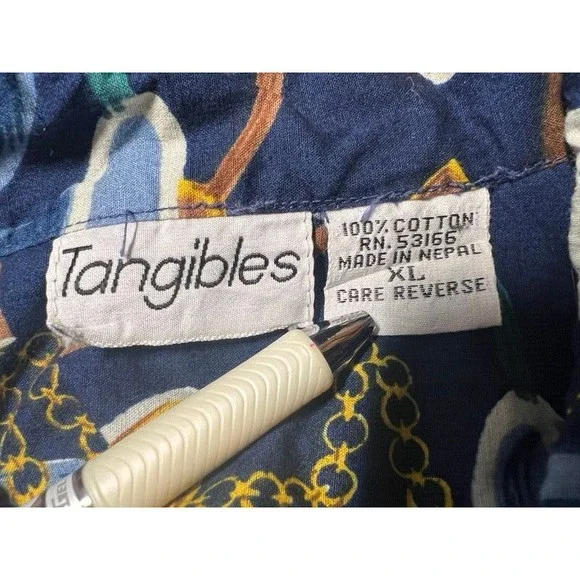 Tangibles
100% COTTON
RN. 53166
MADE IN NEPAL
XL
CARE REVERSE